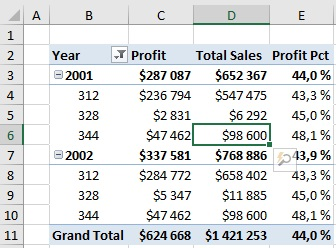 A B C D E
1
2 Year Profit Total Sales Profit Pct
3 2001 $287 087 $652 367 44,0 %
4 312 $236 794 $547 475 43,3 %
5 328 $2 831 $6 292 45,0 %
6 344 $47 462 $98 600 48,1 %
7 2002 $337 581 $768 886 43,9 %
8 312 $284 772 $658 402 43,3 %
9 328 $5 347 $11 885 45,0 %
10 344 $47 462 $98 600 48,1 %
11 Grand Total $624 668 $1 421 253 44,0 %